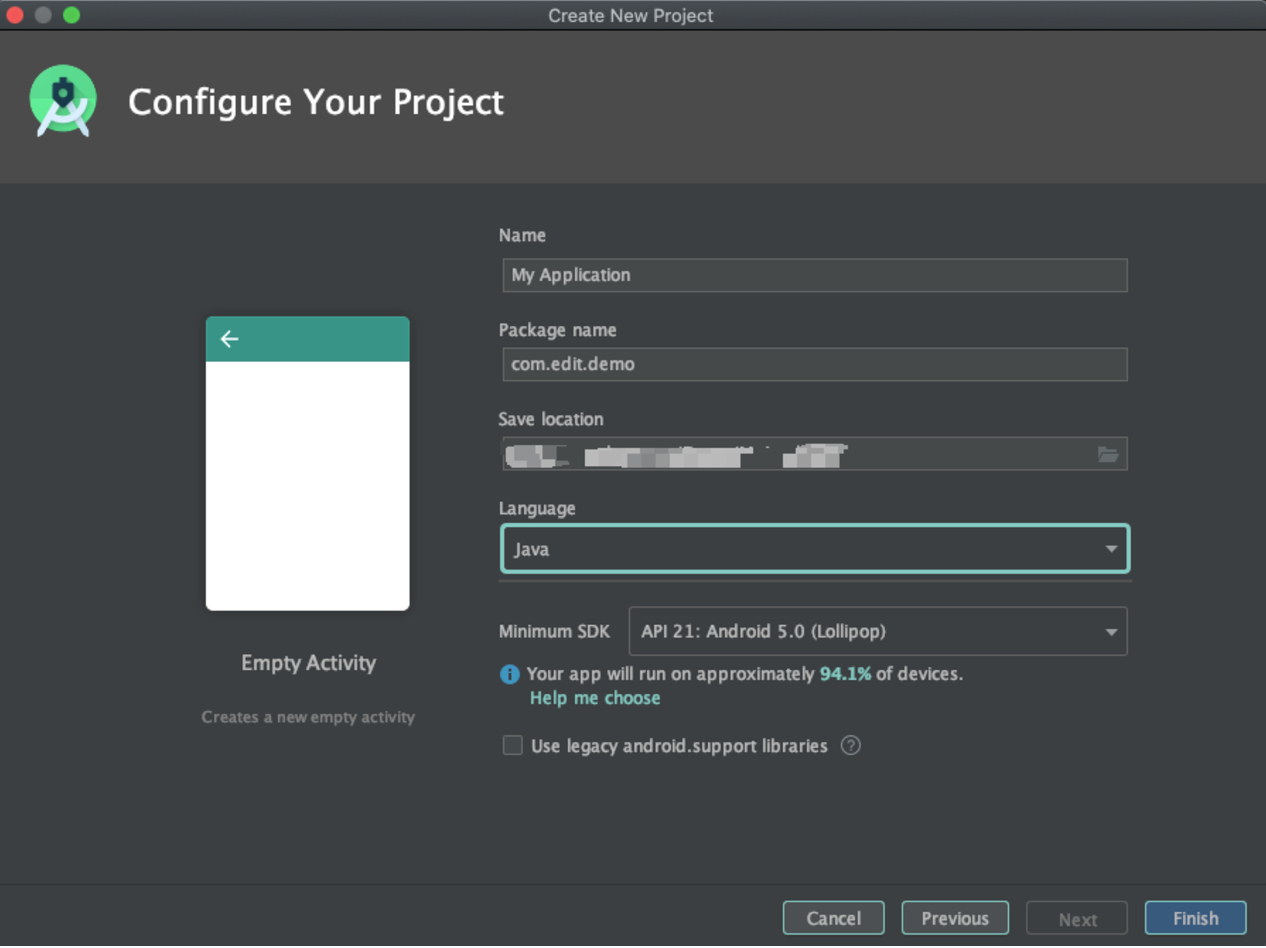 Create New Project
Configure Your Project
Name
My Application
Package name
com.edit.demo
Save location
Language
Java
Minimum SDK API 21: Android 5.0 (Lollipop)
Your app will run on approximately 94.1% of devices.
Help me choose
Use legacy android.support libraries ?
Empty Activity
Creates a new empty activity
Cancel Previous Next Finish